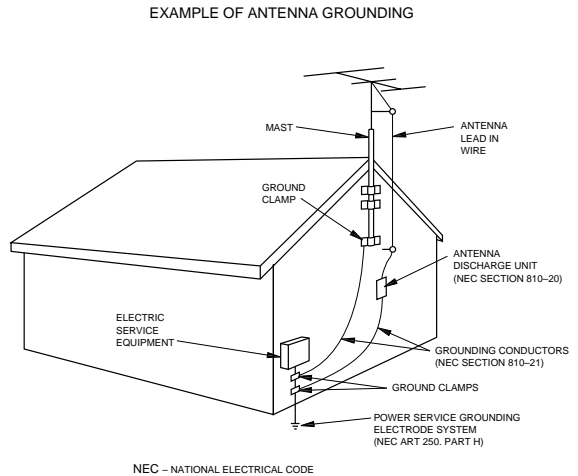 EXAMPLE OF ANTENNA GROUNDING
MAST
ANTENNA
LEAD IN
WIRE
GROUND
CLAMP
ANTENNA
DISCHARGE UNIT
(NEC SECTION 810–20)
ELECTRIC
SERVICE
EQUIPMENT
GROUNDING CONDUCTORS
(NEC SECTION 810–21)
GROUND CLAMPS
POWER SERVICE GROUNDING
ELECTRODE SYSTEM
(NEC ART 250. PART H)
NEC – NATIONAL ELECTRICAL CODE